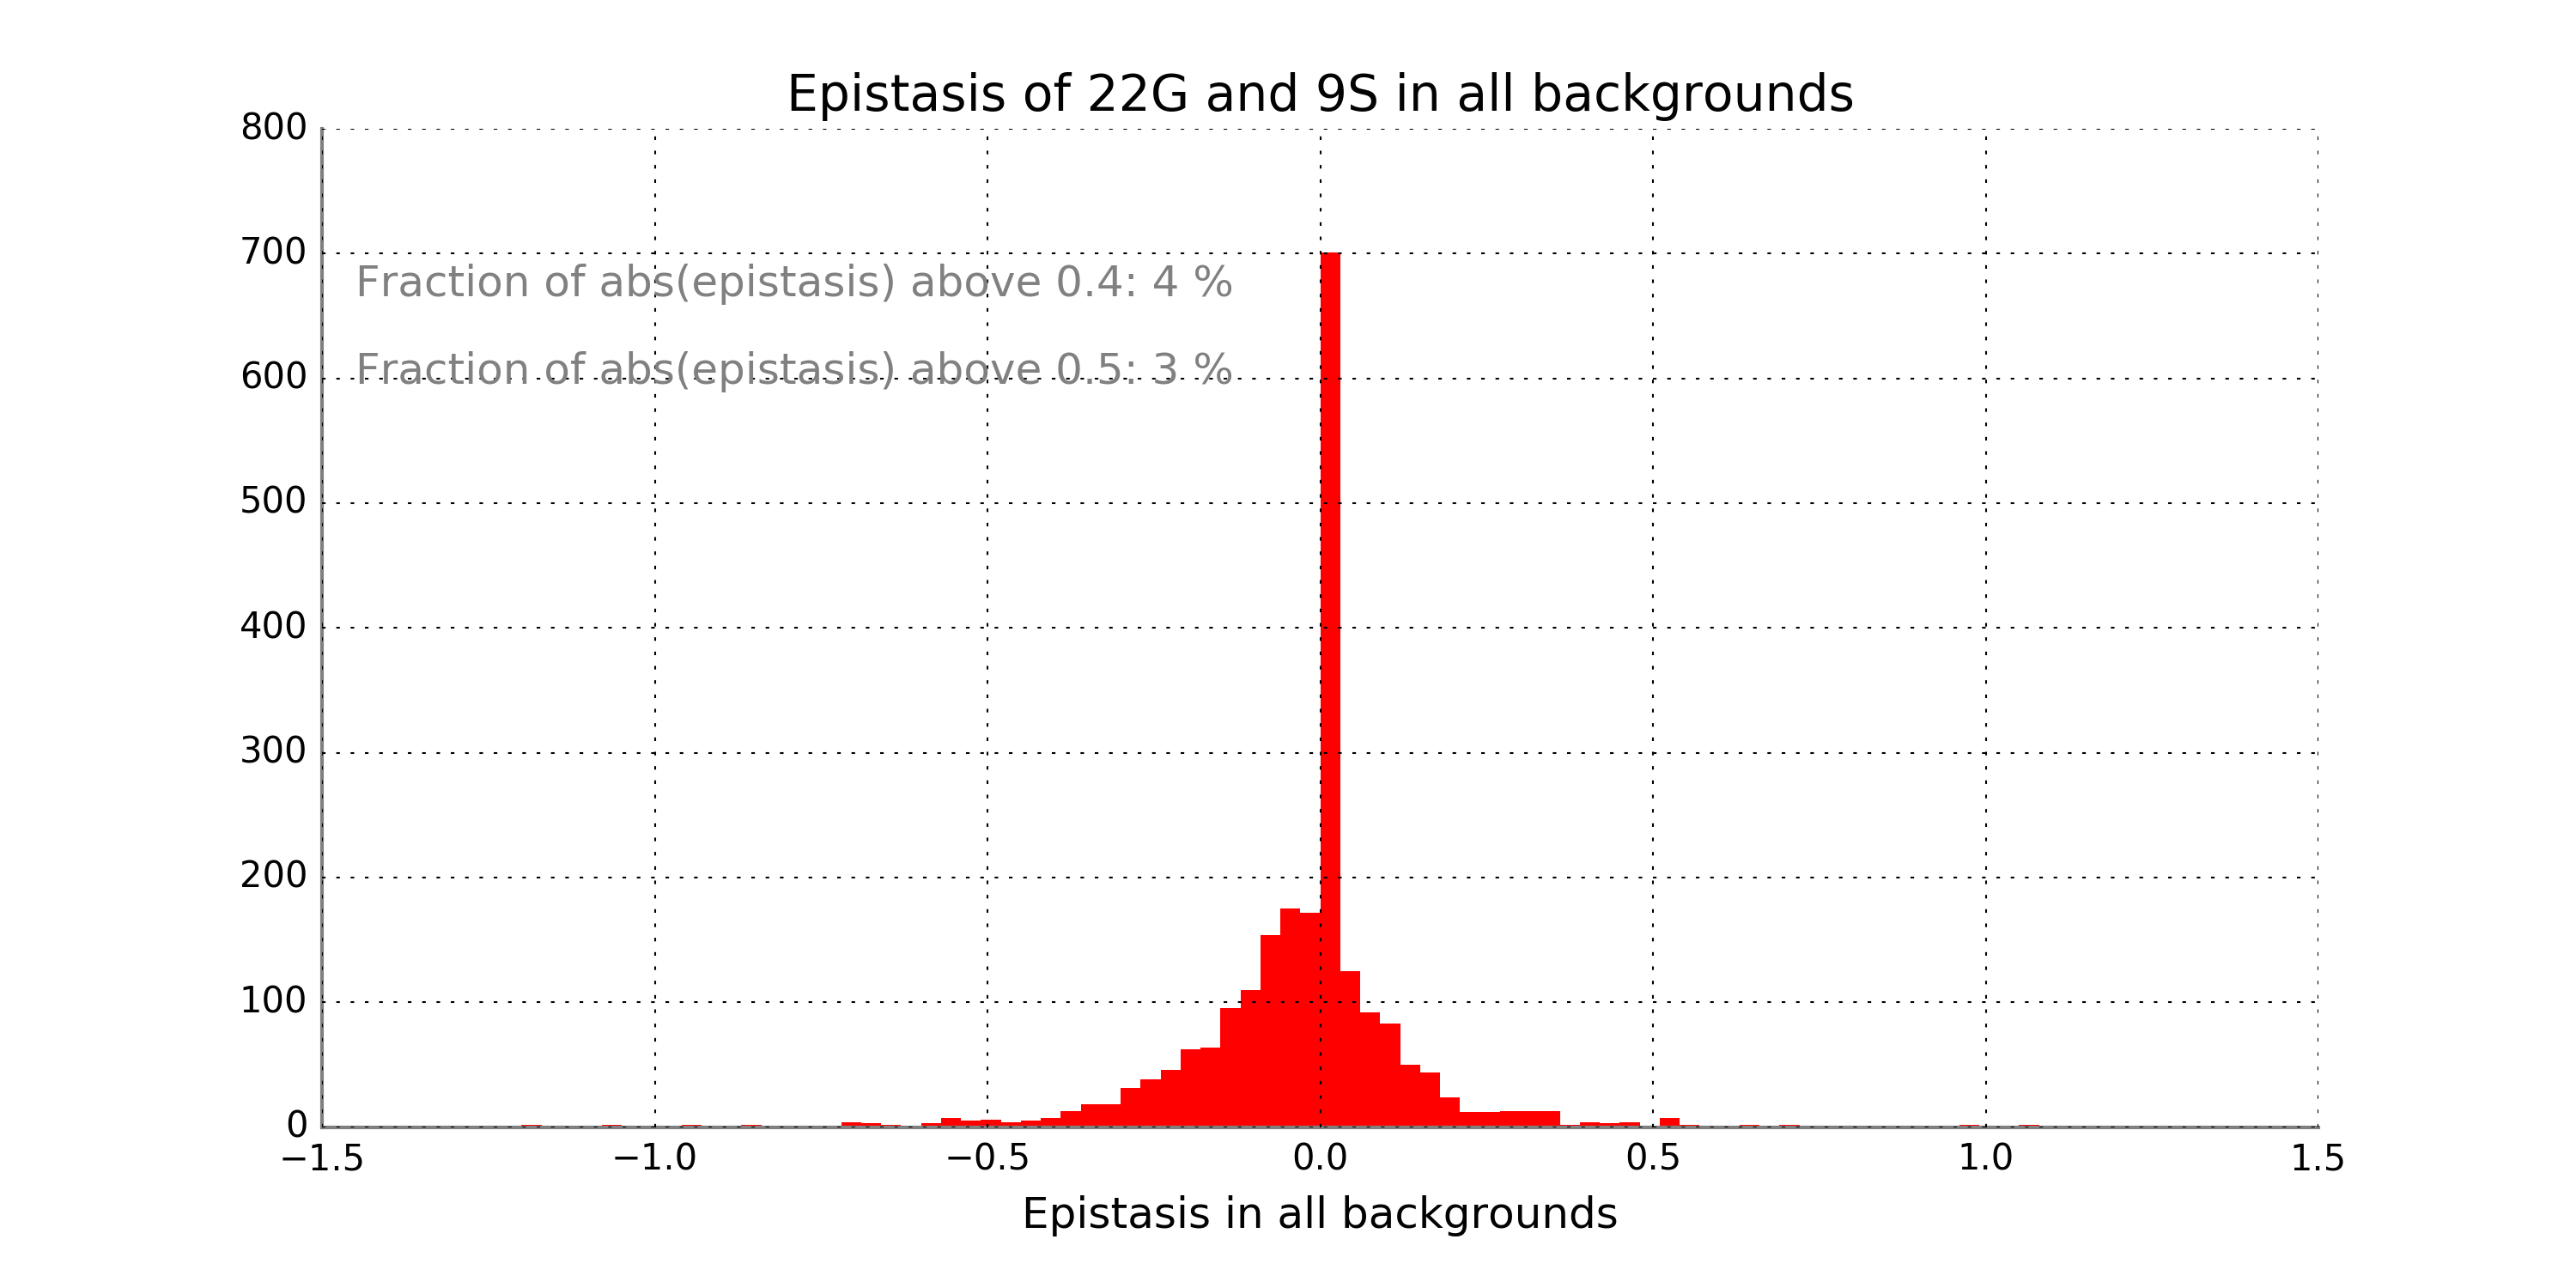 Epistasis of 22G and 9S in all backgrounds
800
700
Fraction of abs(epistasis) above 0.4: 4 %
600
Fraction of abs(epistasis) above 0.5: 3 %
500
400
300
200
100
0
−1.5 −1.0 −0.5 0.0 0.5 1.0 1.5
Epistasis in all backgrounds